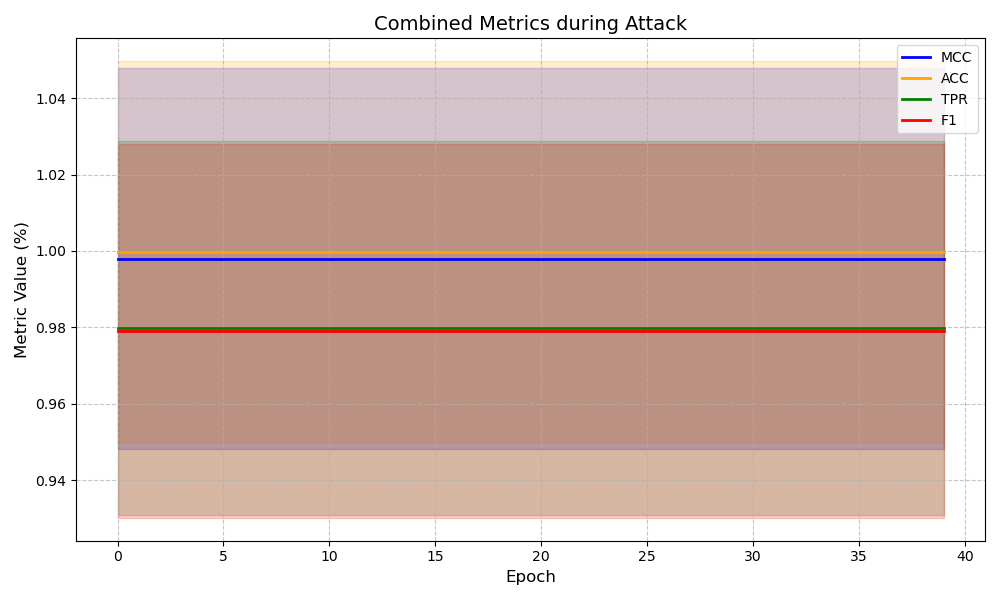 Combined Metrics during Attack
MCC
ACC
TPR
F1
Metric Value (%)
1.04
1.02
1.00
0.98
0.96
0.94
0 5 10 15 20 25 30 35 40
Epoch